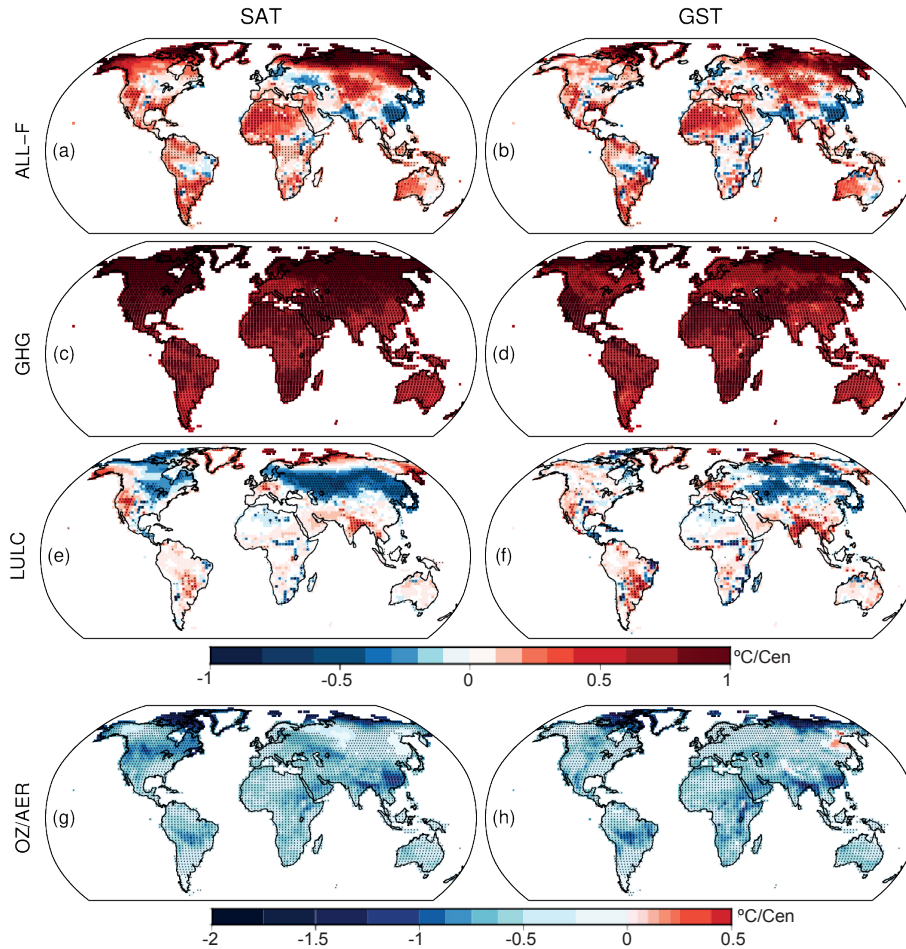 SAT GST
ALL-F
(a) (b)
GHG
(c) (d)
LULC
(e) (f)
ºC/Cen
-1 -0.5 0 0.5 1
OZ/AER
(g) (h)
ºC/Cen
-2 -1.5 -1 -0.5 0 0.5